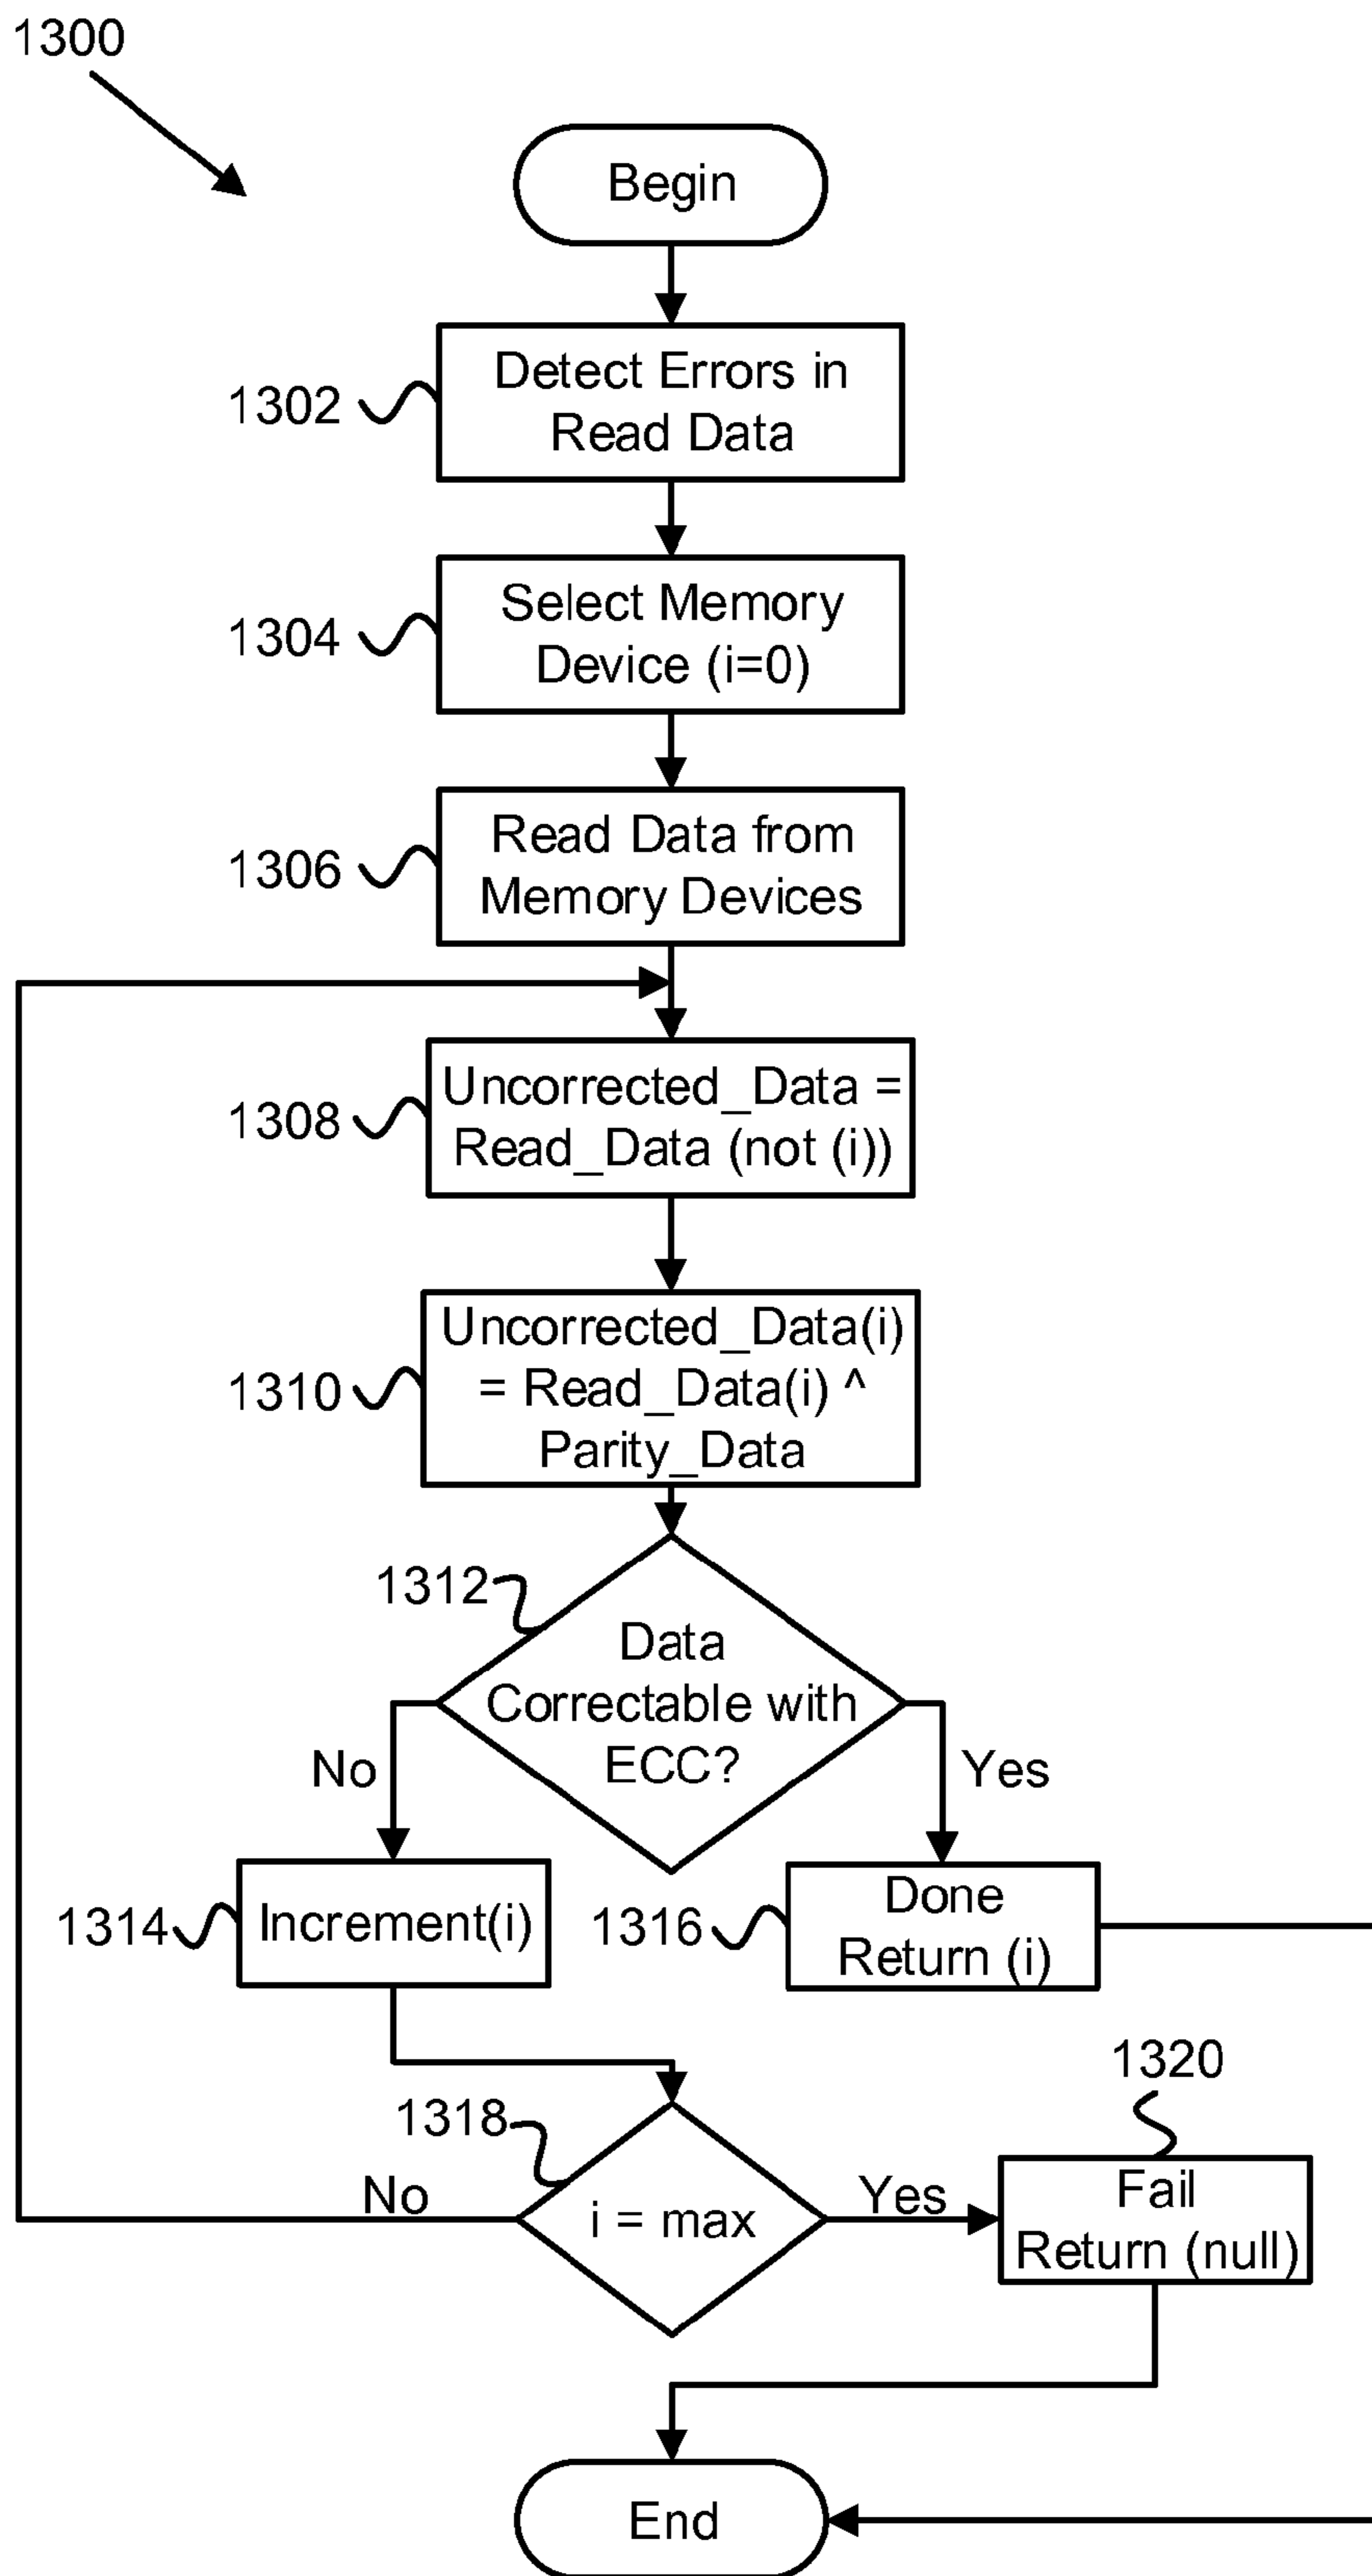 1300
Begin
Detect Errors in
Read Data
1302
Select Memory
Device (i=0)
1304
Read Data from
Memory Devices
1306
Uncorrected_Data =
Read_Data (not (i))
1308
Uncorrected_Data(i)
= Read_Data(i) ^
Parity_Data
1310
1312
Data
Correctable with
ECC?
No
Yes
1314
Increment(i)
1316
Done
Return (i)
1318
i = max
No
Yes
1320
Fail
Return (null)
End